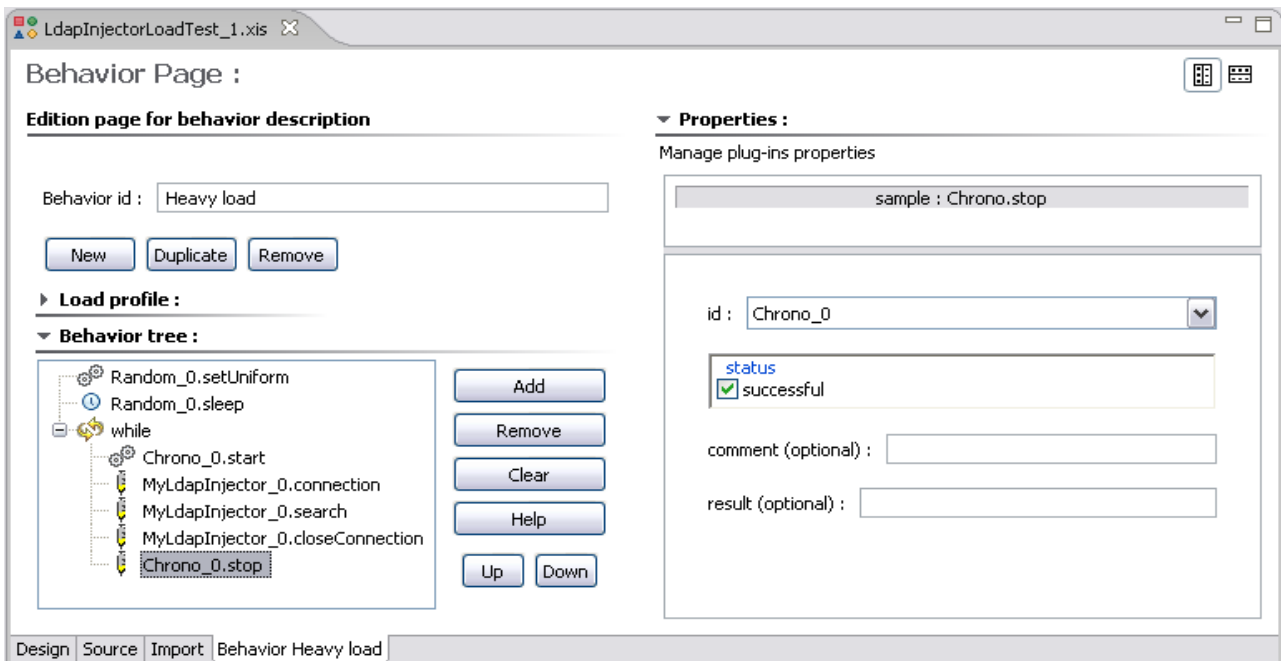 LdapInjectorLoadTest_1.xis
Behavior Page :
Edition page for behavior description
Behavior id : Heavy load
New Duplicate Remove
Load profile :
Behavior tree :
Random_0.setUniform
Random_0.sleep
while
Chrono_0.start
MyLdapInjector_0.connection
MyLdapInjector_0.search
MyLdapInjector_0.closeConnection
Chrono_0.stop
Add
Remove
Clear
Help
Up Down
Properties :
Manage plug-ins properties
sample : Chrono.stop
id : Chrono_0
status
successful
comment (optional) :
result (optional) :
Design Source Import Behavior Heavy load